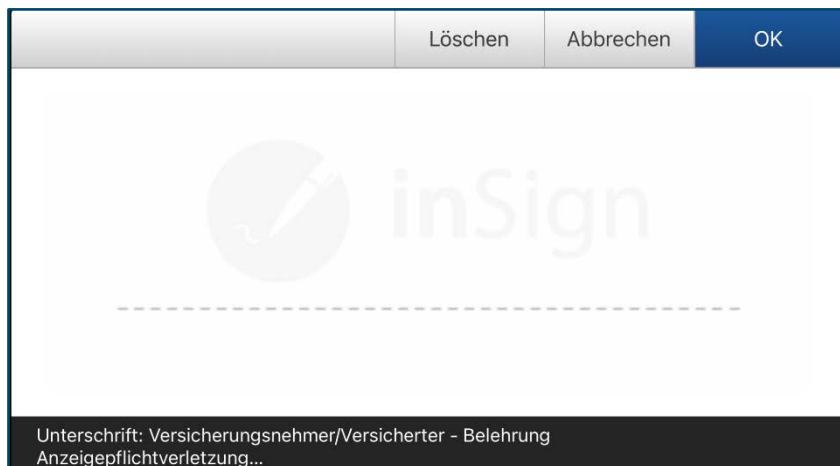 Löschen Abbrechen OK
inSign
Unterschrift: Versicherungsnehmer/Versicherter - Belehrung
Anzeigepflichtverletzung...